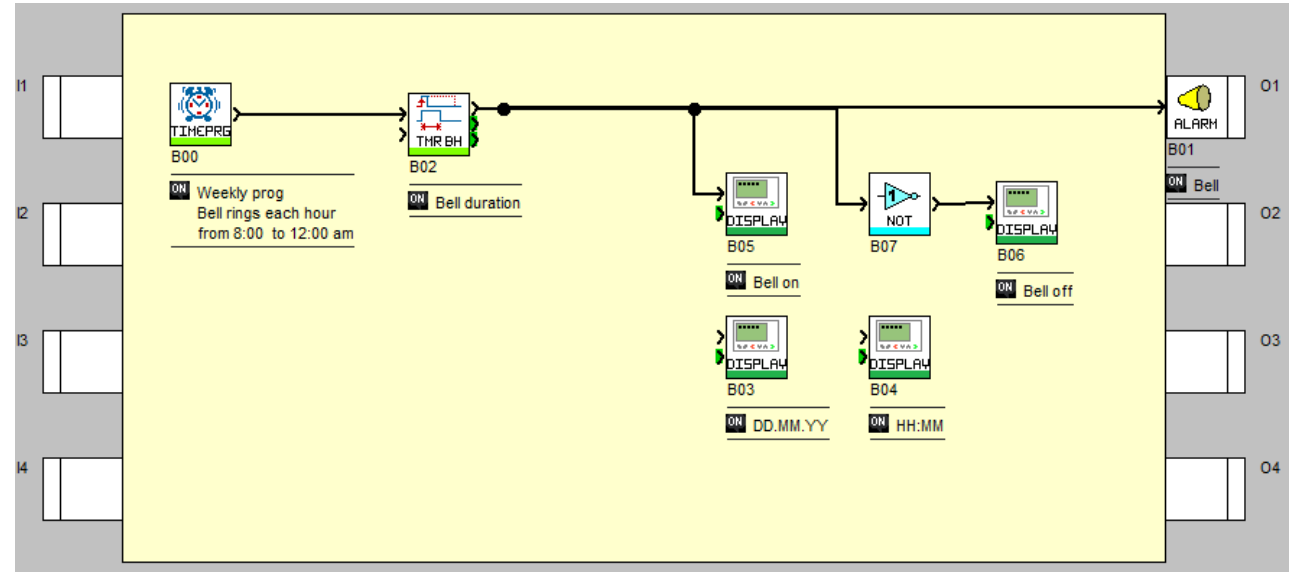 I1
O1
TIMEPRG
B00
TMR BH
B02
ALARM
B01
ON Bell
ON Weekly prog
Bell rings each hour
from 8:00 to 12:00 am
ON Bell duration
I2
O2
DISPLAY
B05
ON Bell on
1
NOT
B07
DISPLAY
B06
ON Bell off
I3
O3
DISPLAY
B03
ON DD.MM.YY
DISPLAY
B04
ON HH:MM
I4
O4